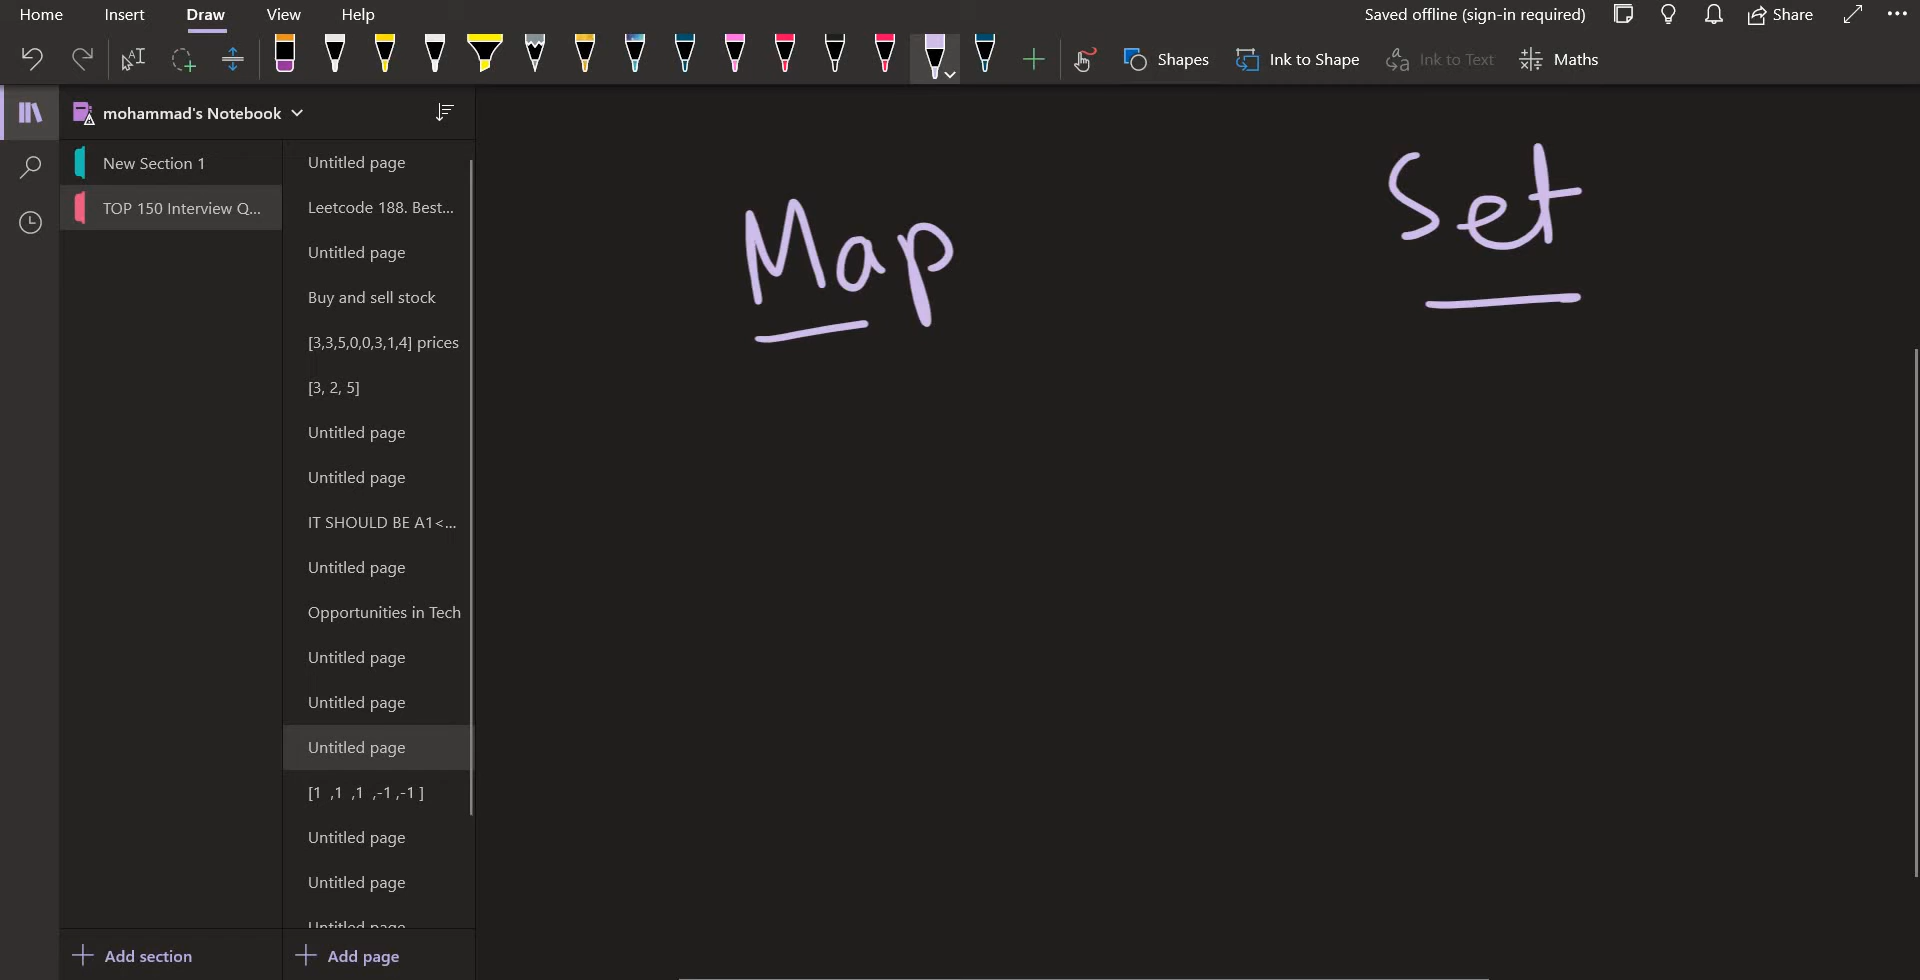 Home Insert Draw View Help Saved offline (sign-in required) Share
Shapes Ink to Shape Ink to Text Maths
mohammad's Notebook
New Section 1
TOP 150 Interview Q...
Untitled page
Leetcode 188. Best...
Untitled page
Buy and sell stock
[3,3,5,0,0,3,1,4] prices
[3, 2, 5]
Untitled page
Untitled page
IT SHOULD BE A1<...
Untitled page
Opportunities in Tech
Untitled page
Untitled page
Untitled page
[1 ,1 ,1 ,-1 ,-1 ]
Untitled page
Untitled page
Untitled page
Add section
Add page
Map
Set